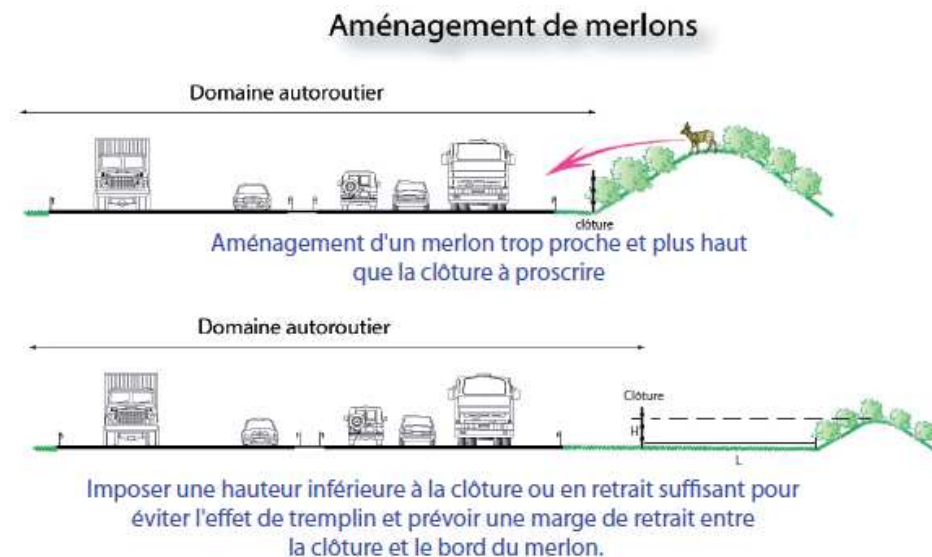 Aménagement de merlons
Domaine autoroutier
clôture
Aménagement d'un merlon trop proche et plus haut
que la clôture à proscrire
Domaine autoroutier
Clôture
H
L
Imposer une hauteur inférieure à la clôture ou en retrait suffisant pour
éviter l'effet de tremplin et prévoir une marge de retrait entre
la clôture et le bord du merlon.